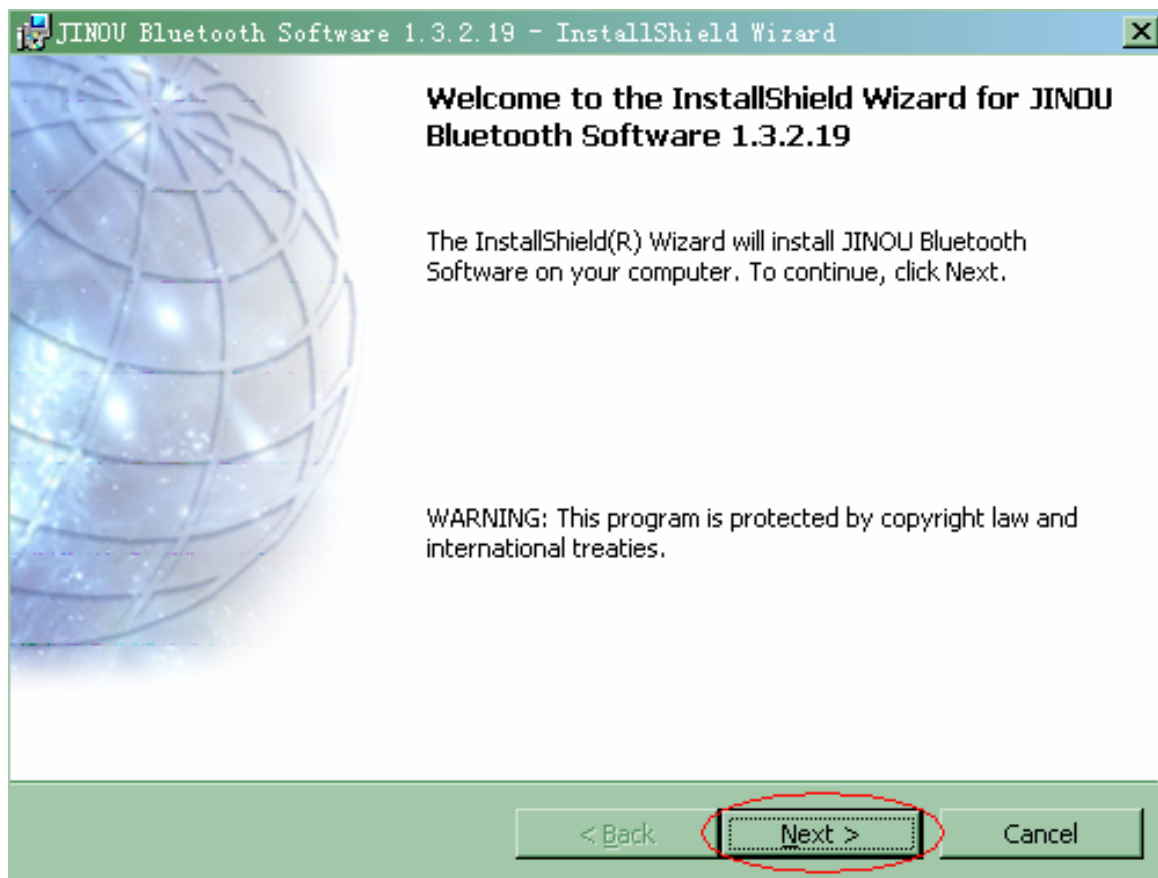 JINOU Bluetooth Software 1.3.2.19 - InstallShield Wizard
Welcome to the InstallShield Wizard for JINOU
Bluetooth Software 1.3.2.19
The InstallShield(R) Wizard will install JINOU Bluetooth
Software on your computer. To continue, click Next.
WARNING: This program is protected by copyright law and
international treaties.
< Back Next > Cancel